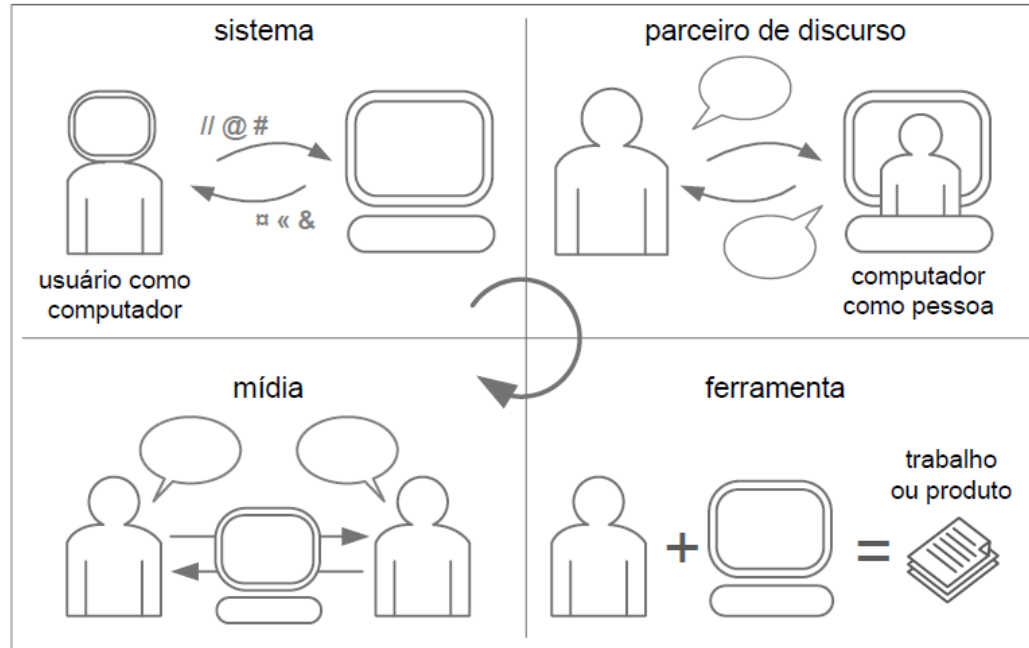 sistema
// @ #
¤ « &
usuário como
computador
parceiro de discurso
computador
como pessoa
mídia
ferramenta
+
=
trabalho
ou produto